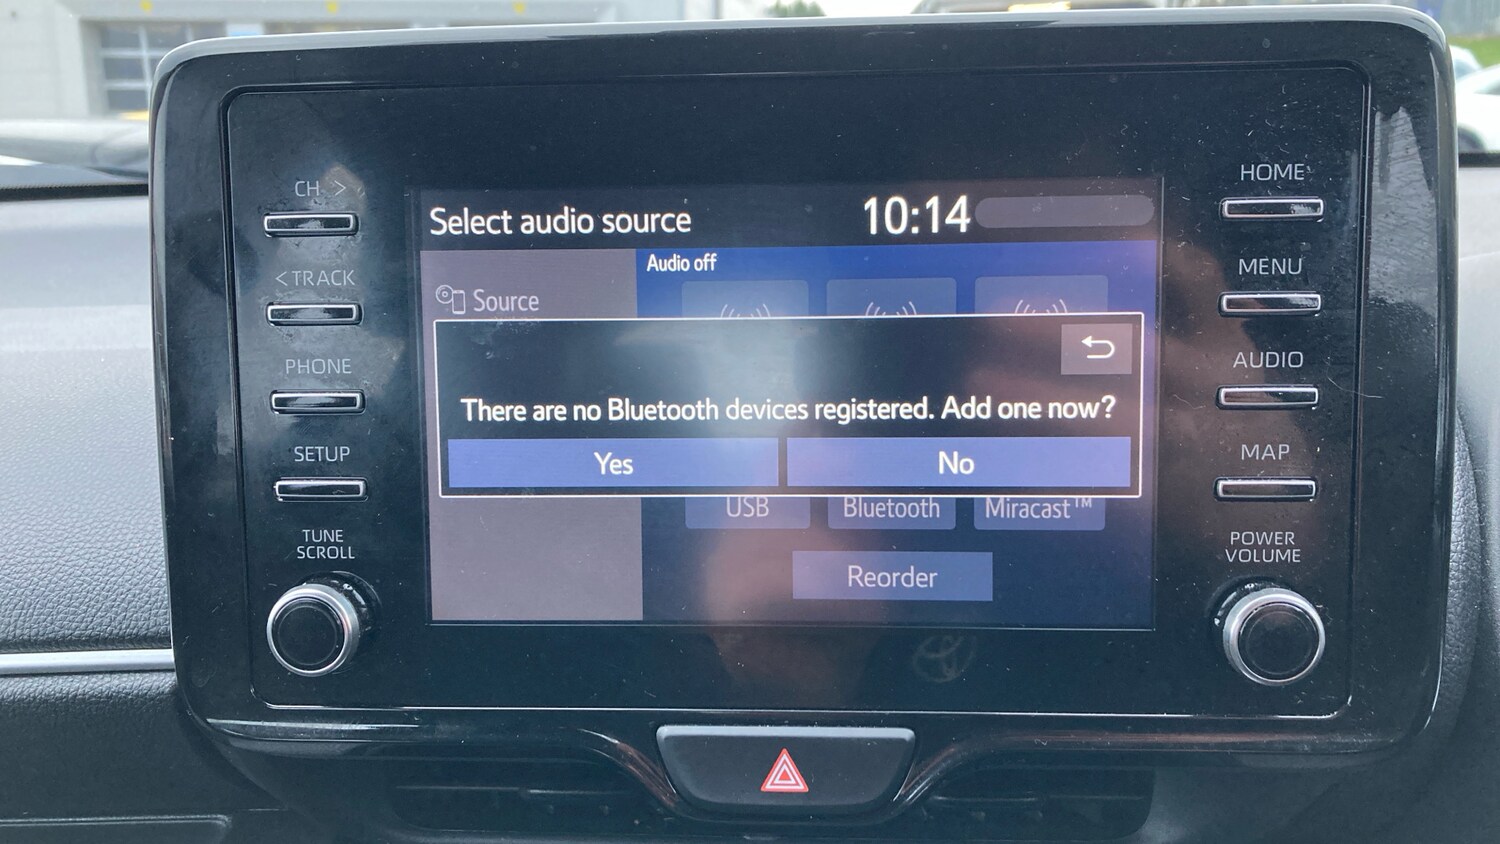 CH >
< TRACK
PHONE
SETUP
TUNE
SCROLL
Select audio source
10:14
Audio off
Source
There are no Bluetooth devices registered. Add one now?
Yes
No
USB
Bluetooth
Miracast™
Reorder
HOME
MENU
AUDIO
MAP
POWER
VOLUME